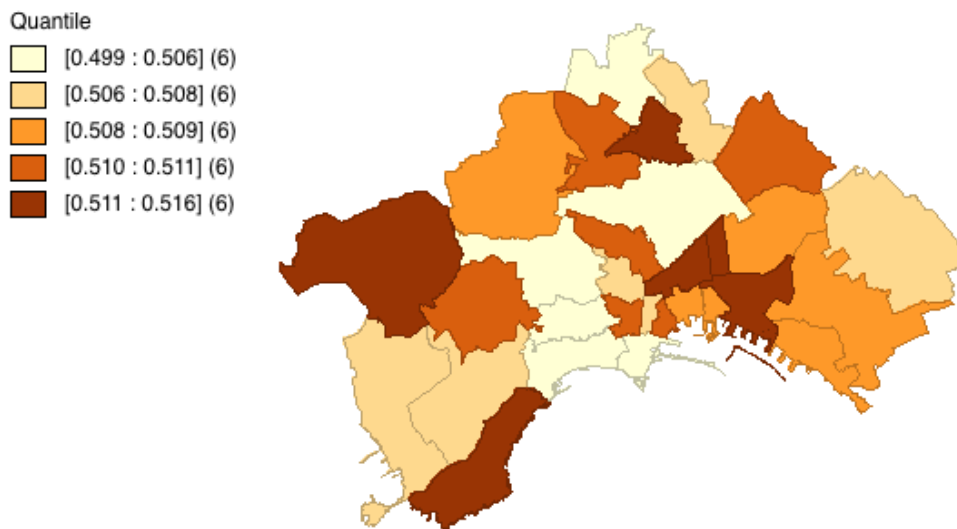 Quantile
[0.499 : 0.506] (6)
[0.506 : 0.508] (6)
[0.508 : 0.509] (6)
[0.510 : 0.511] (6)
[0.511 : 0.516] (6)